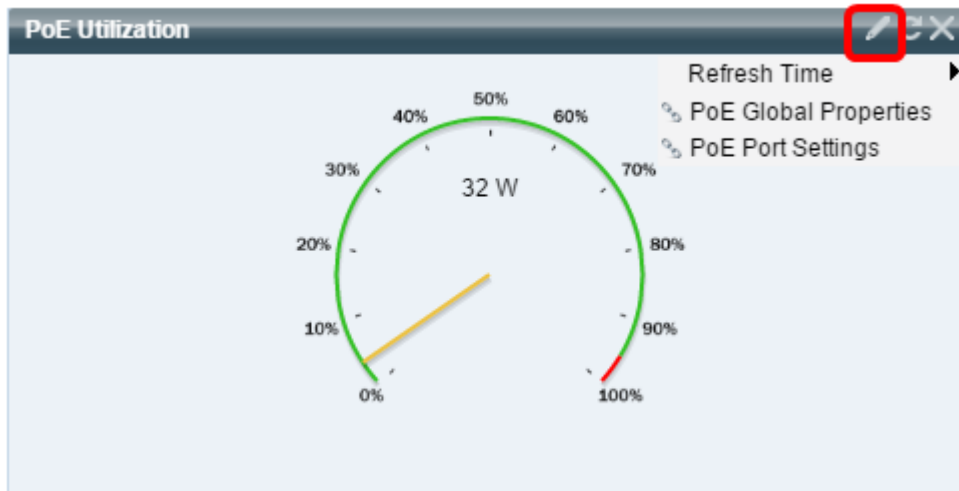 PoE Utilization
Refresh Time
PoE Global Properties
PoE Port Settings
50%
40%
60%
30%
70%
32 W
20%
80%
10%
90%
0%
100%